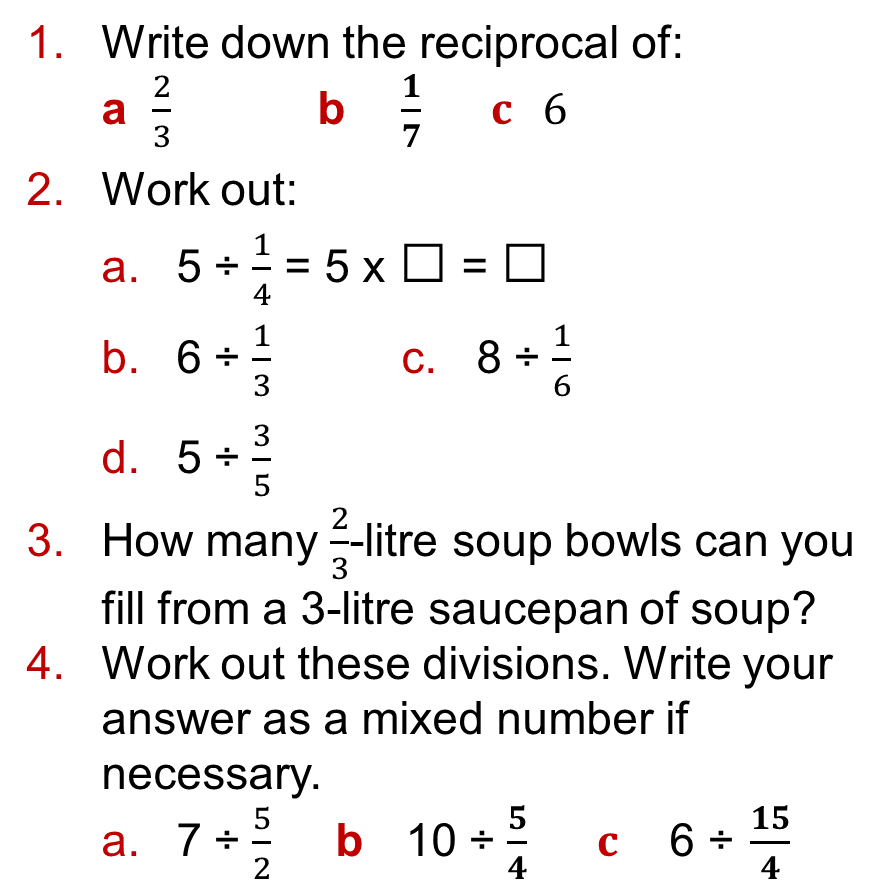 1. Write down the reciprocal of:
a 2/3 b 1/7 c 6
2. Work out:
a. 5 ÷ 1/4 = 5 x □ = □
b. 6 ÷ 1/3 c. 8 ÷ 1/6
d. 5 ÷ 3/5
3. How many 2/3-litre soup bowls can you
fill from a 3-litre saucepan of soup?
4. Work out these divisions. Write your
answer as a mixed number if
necessary.
a. 7 ÷ 5/2 b 10 ÷ 5/4 c 6 ÷ 15/4